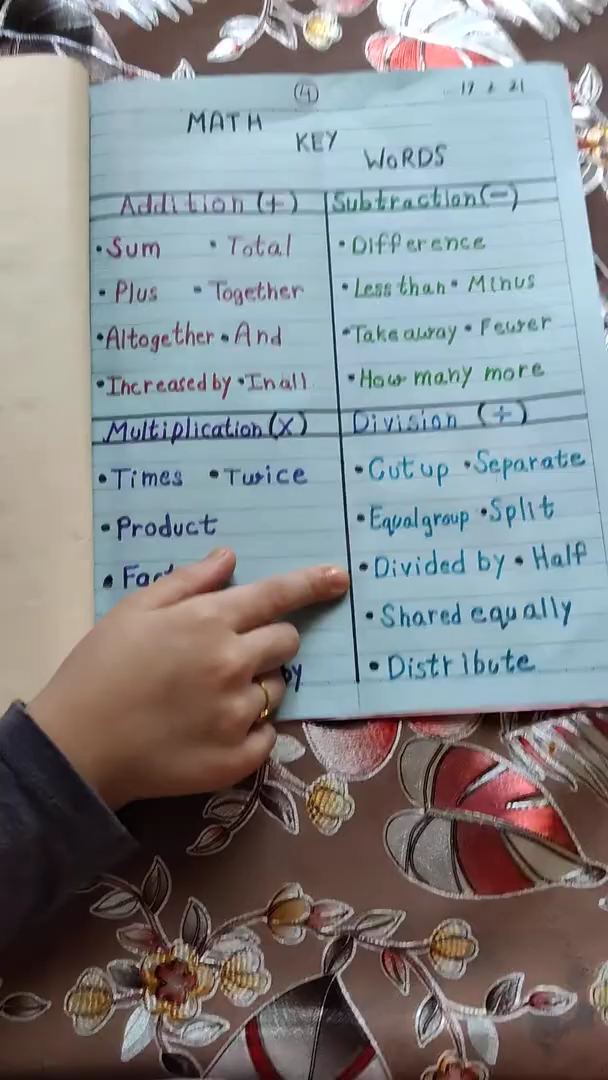 4
17 2 21
MATH
KEY
WORDS
Addition (+)
• Sum • Total
• Plus • Together
• Altogether • And
• Increased by • In all
Subtraction (-)
• Difference
• Less than • Minus
• Take away • Fewer
• How many more
Multiplication (x)
• Times • Twice
• Product
by
Division (÷)
• Cut up • Separate
• Equal group • Split
• Divided by • Half
• Shared equally
• Distribute